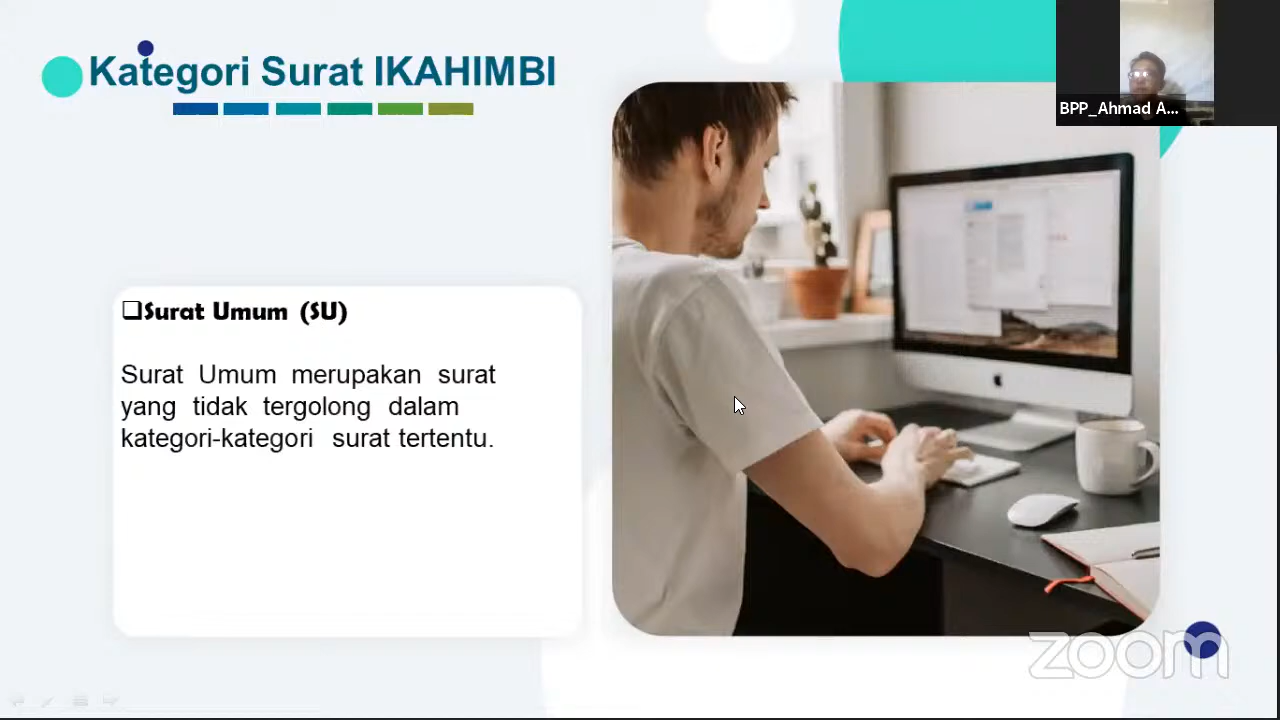 Kategori Surat IKAHIMBI
BPP_Ahmad A...
❑Surat Umum (SU)
Surat Umum merupakan surat
yang tidak tergolong dalam
kategori-kategori surat tertentu.
zoom